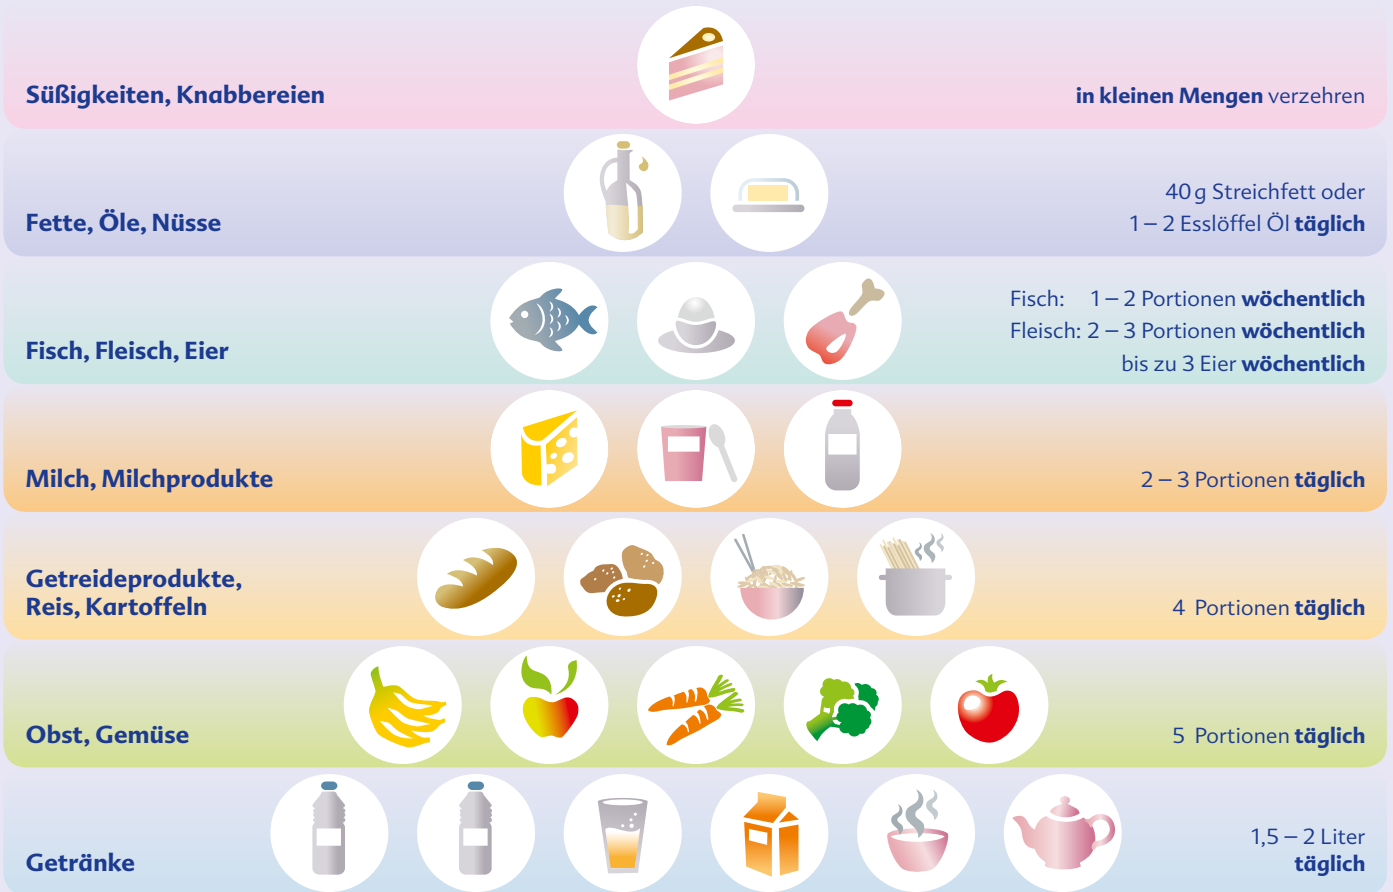 Süßigkeiten, Knabbereien
in kleinen Mengen verzehren
Fette, Öle, Nüsse
40 g Streichfett oder
1 – 2 Esslöffel Öl täglich
Fisch, Fleisch, Eier
Fisch: 1 – 2 Portionen wöchentlich
Fleisch: 2 – 3 Portionen wöchentlich
bis zu 3 Eier wöchentlich
Milch, Milchprodukte
2 – 3 Portionen täglich
Getreideprodukte,
Reis, Kartoffeln
4 Portionen täglich
Obst, Gemüse
5 Portionen täglich
Getränke
1,5 – 2 Liter
täglich